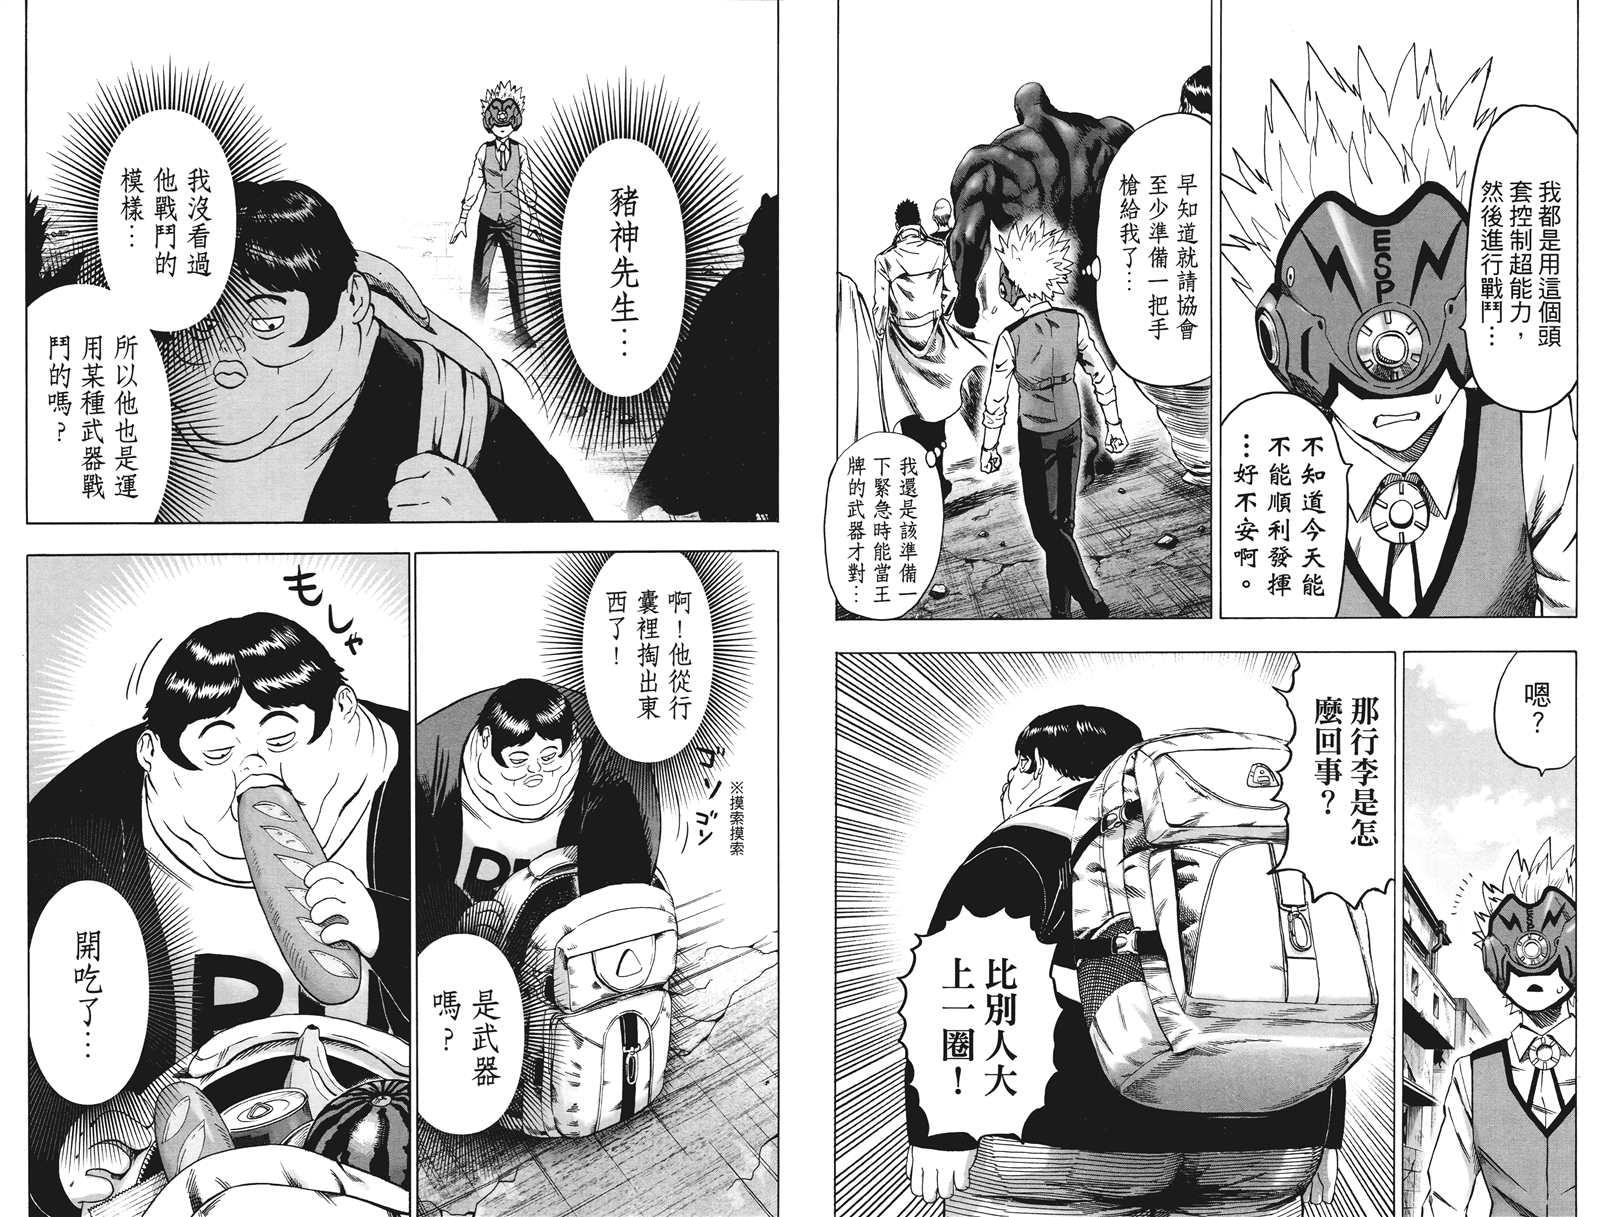 我都是用這個頭
套控制超能力，
然後進行戰鬥…
ESP
不知道今天能
不能順利發揮
…好不安啊。
早知道就請協會
至少準備一把手
槍給我了…
我還是該準備一
下緊急時能當王
牌的武器才對…
嗯？
ESP
那行李是怎
麼回事？
比別人大
上一圈！
豬神先生…
我沒看過
他戰鬥的
模樣…
所以他也是運
用某種武器戰
鬥的嗎？
啊！他從行
囊裡掏出東
西了！
ゴソ
ゴソ
※摸索摸索
是武器
嗎？
もしゃ
開吃了…